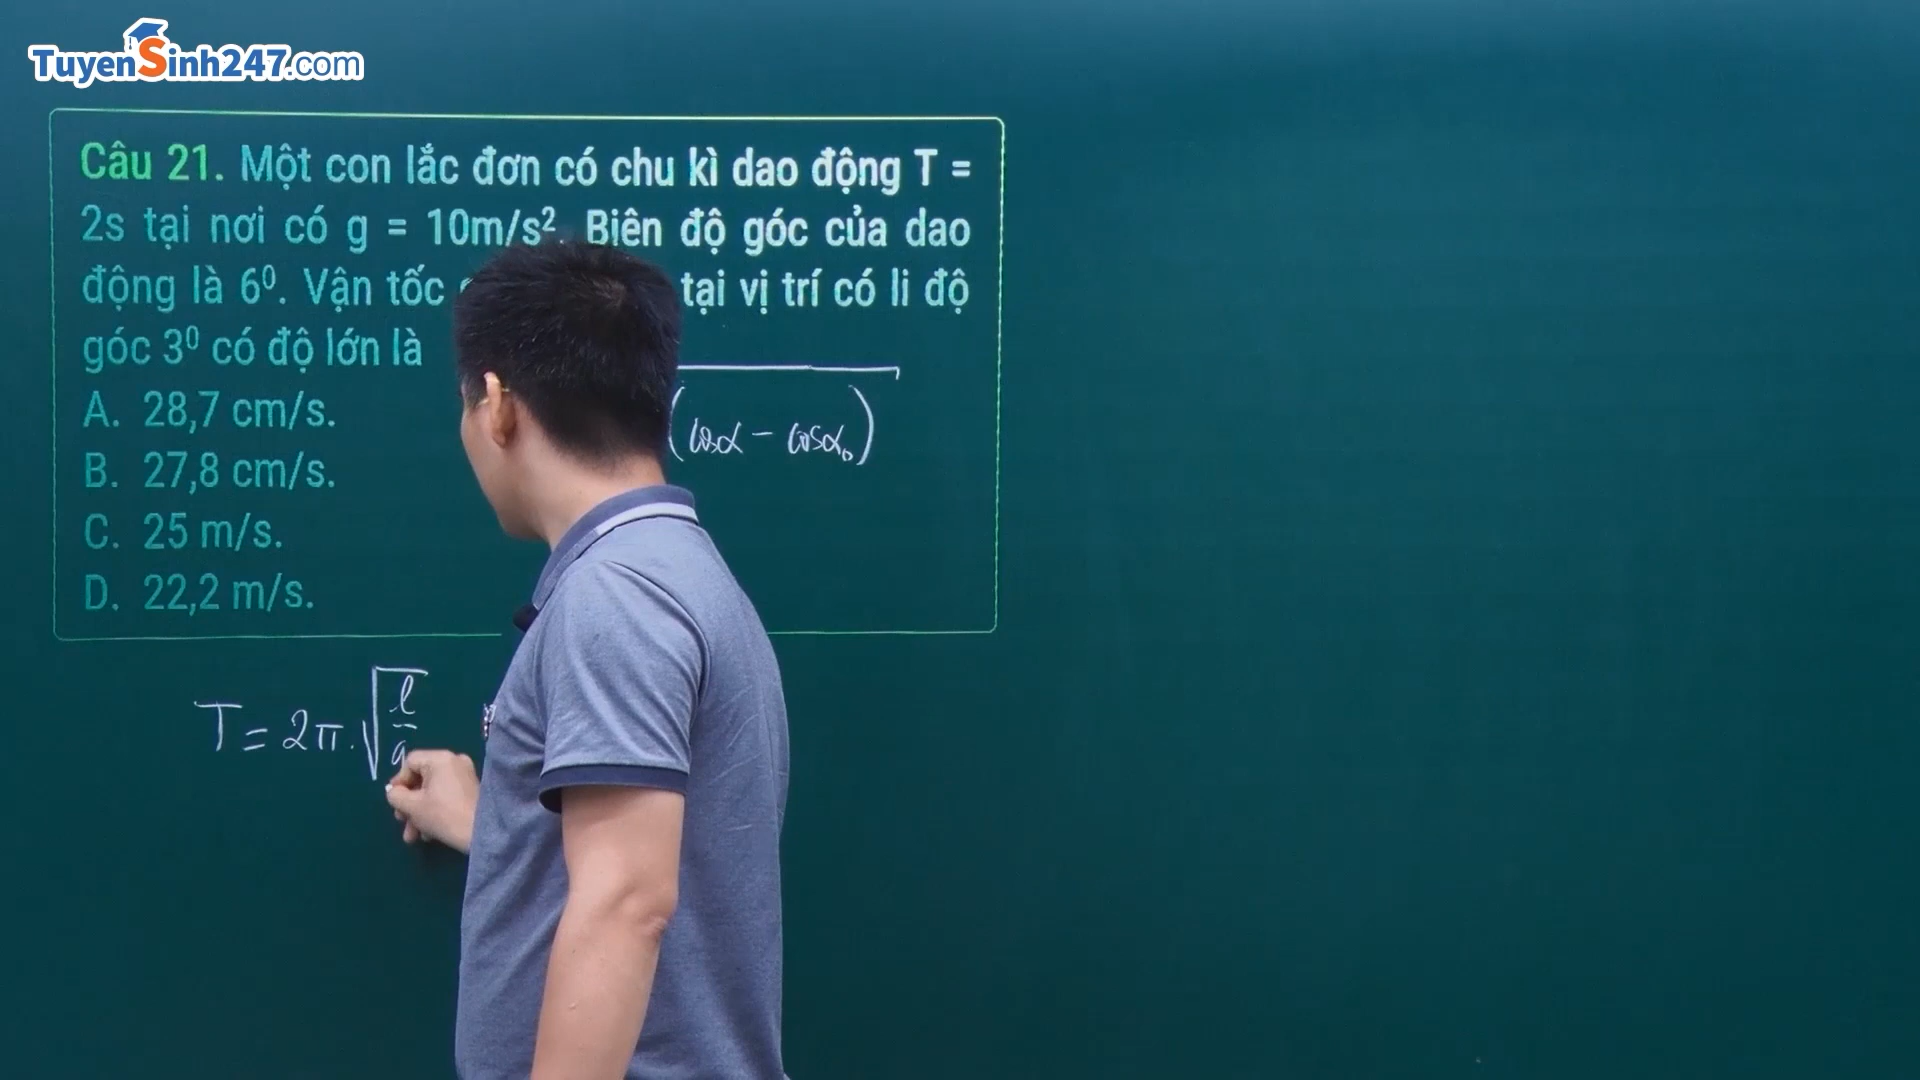 TuyenSinh247.com
Câu 21. Một con lắc đơn có chu kì dao động T =
2s tại nơi có g = 10m/s². Biên độ góc của dao
động là 6⁰. Vận tốc tại vị trí có li độ
góc 3⁰ có độ lớn là
(cosα - cosα₀)
A. 28,7 cm/s.
B. 27,8 cm/s.
C. 25 m/s.
D. 22,2 m/s.
T = 2π.√l/g